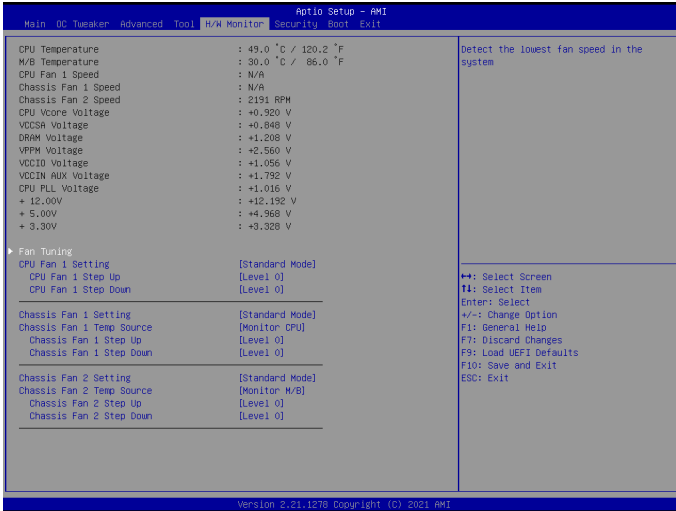 Aptio Setup - AMI
Main OC Tweaker Advanced Tool H/W Monitor Security Boot Exit
CPU Temperature : 49.0 °C / 120.2 °F
M/B Temperature : 30.0 °C / 86.0 °F
CPU Fan 1 Speed : N/A
Chassis Fan 1 Speed : N/A
Chassis Fan 2 Speed : 2191 RPM
CPU Vcore Voltage : +0.920 V
VCCSA Voltage : +0.848 V
DRAM Voltage : +1.208 V
VPPM Voltage : +2.560 V
VCCIO Voltage : +1.056 V
VCCIN AUX Voltage : +1.792 V
CPU PLL Voltage : +1.016 V
+ 12.00V : +12.192 V
+ 5.00V : +4.968 V
+ 3.30V : +3.328 V
Fan Tuning
CPU Fan 1 Setting [Standard Mode]
CPU Fan 1 Step Up [Level 0]
CPU Fan 1 Step Down [Level 0]
Chassis Fan 1 Setting [Standard Mode]
Chassis Fan 1 Temp Source [Monitor CPU]
Chassis Fan 1 Step Up [Level 0]
Chassis Fan 1 Step Down [Level 0]
Chassis Fan 2 Setting [Standard Mode]
Chassis Fan 2 Temp Source [Monitor M/B]
Chassis Fan 2 Step Up [Level 0]
Chassis Fan 2 Step Down [Level 0]
Detect the lowest fan speed in the
system
↔: Select Screen
↑↓: Select Item
Enter: Select
+/-: Change Option
F1: General Help
F7: Discard Changes
F9: Load UEFI Defaults
F10: Save and Exit
ESC: Exit
Version 2.21.1278 Copyright (C) 2021 AMI